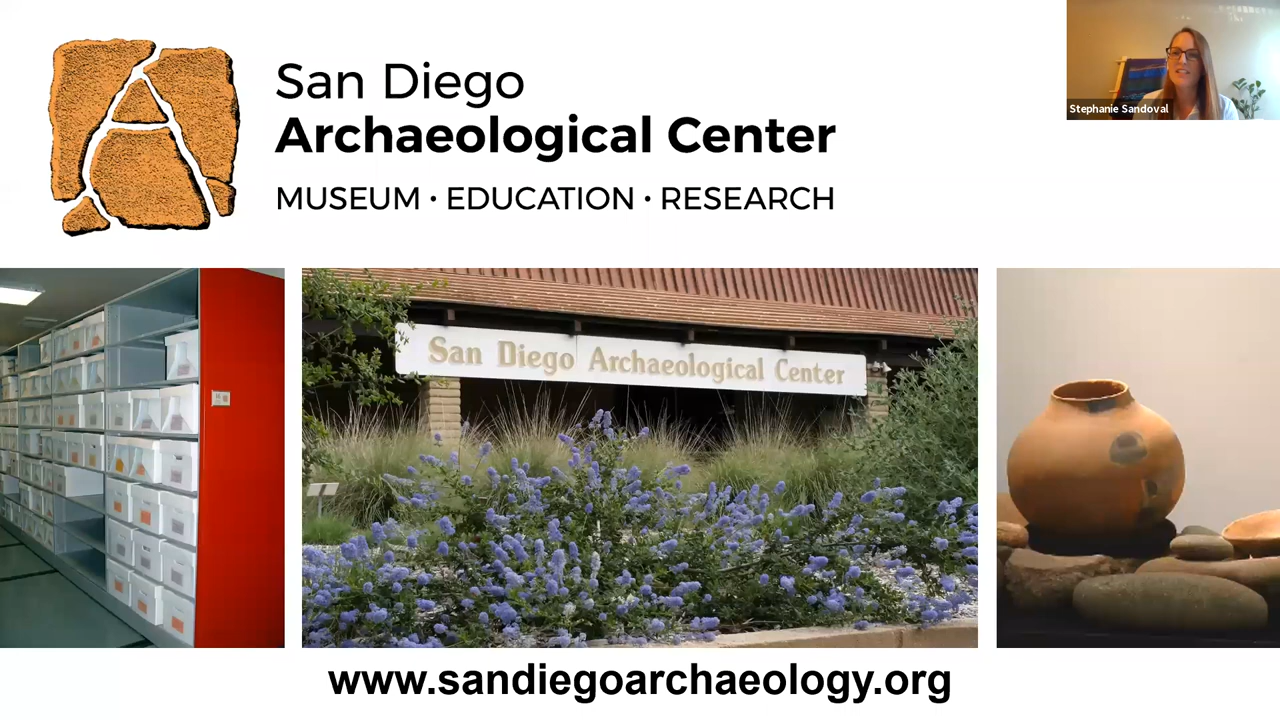 San Diego
Archaeological Center
MUSEUM · EDUCATION · RESEARCH
Stephanie Sandoval
San Diego Archaeological Center
www.sandiegoarchaeology.org